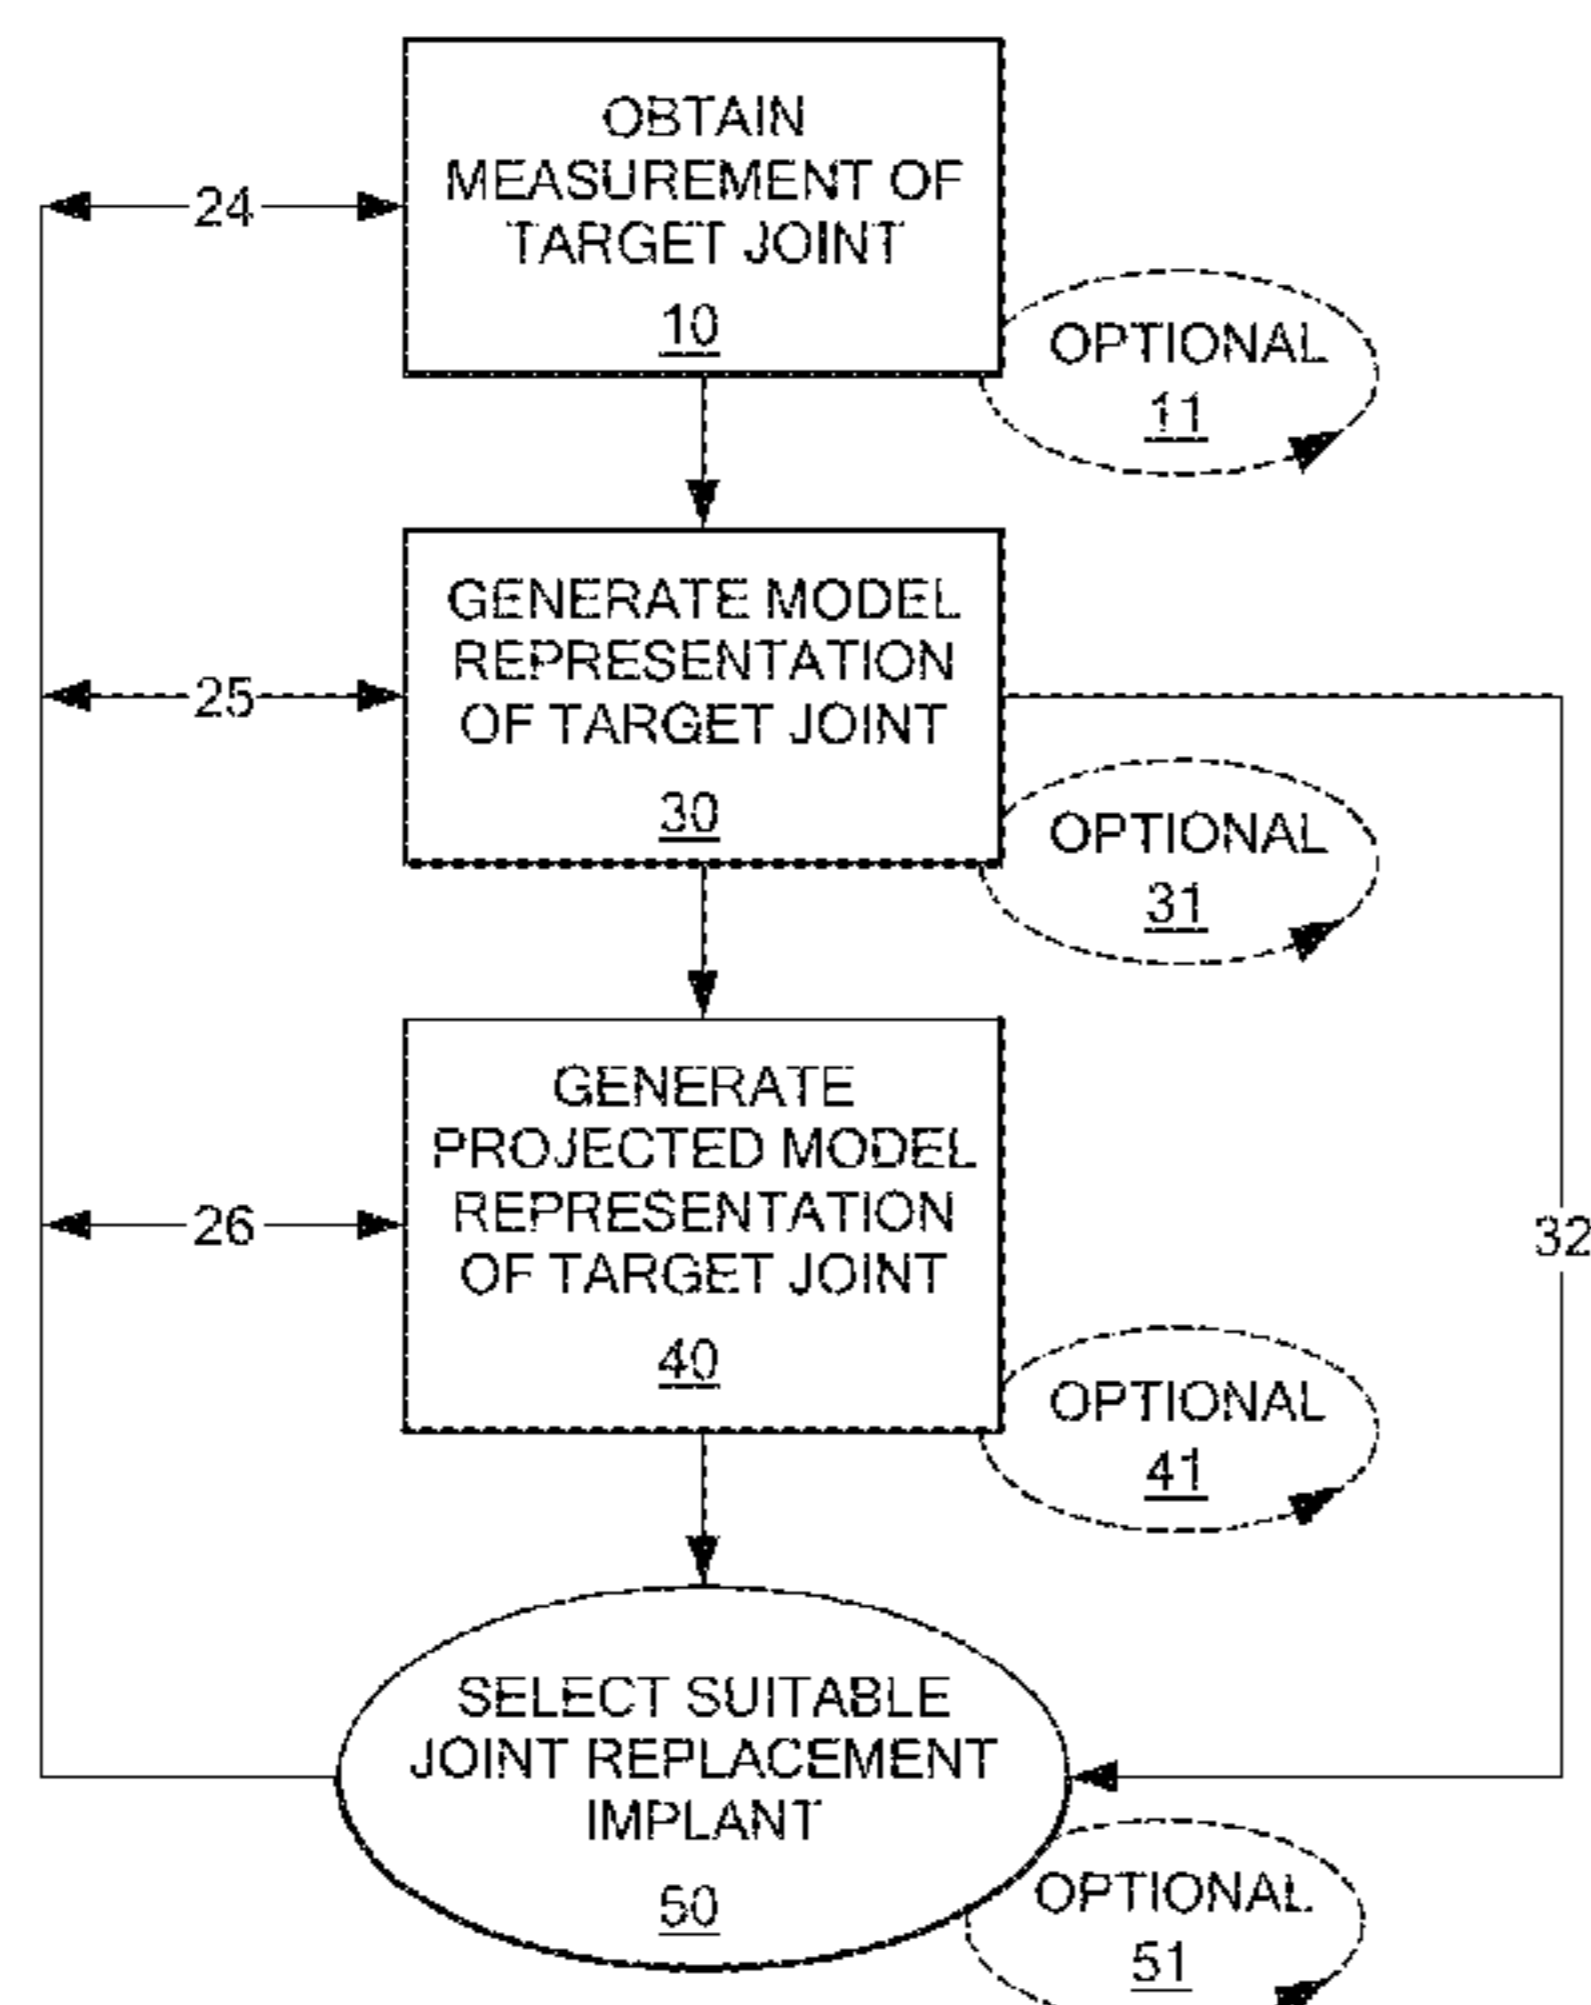 OBTAIN
MEASUREMENT OF
TARGET JOINT
10
24
OPTIONAL
11
GENERATE MODEL
REPRESENTATION
OF TARGET JOINT
30
25
OPTIONAL
31
GENERATE
PROJECTED MODEL
REPRESENTATION
OF TARGET JOINT
40
26
32
OPTIONAL
41
SELECT SUITABLE
JOINT REPLACEMENT
IMPLANT
50
OPTIONAL
51